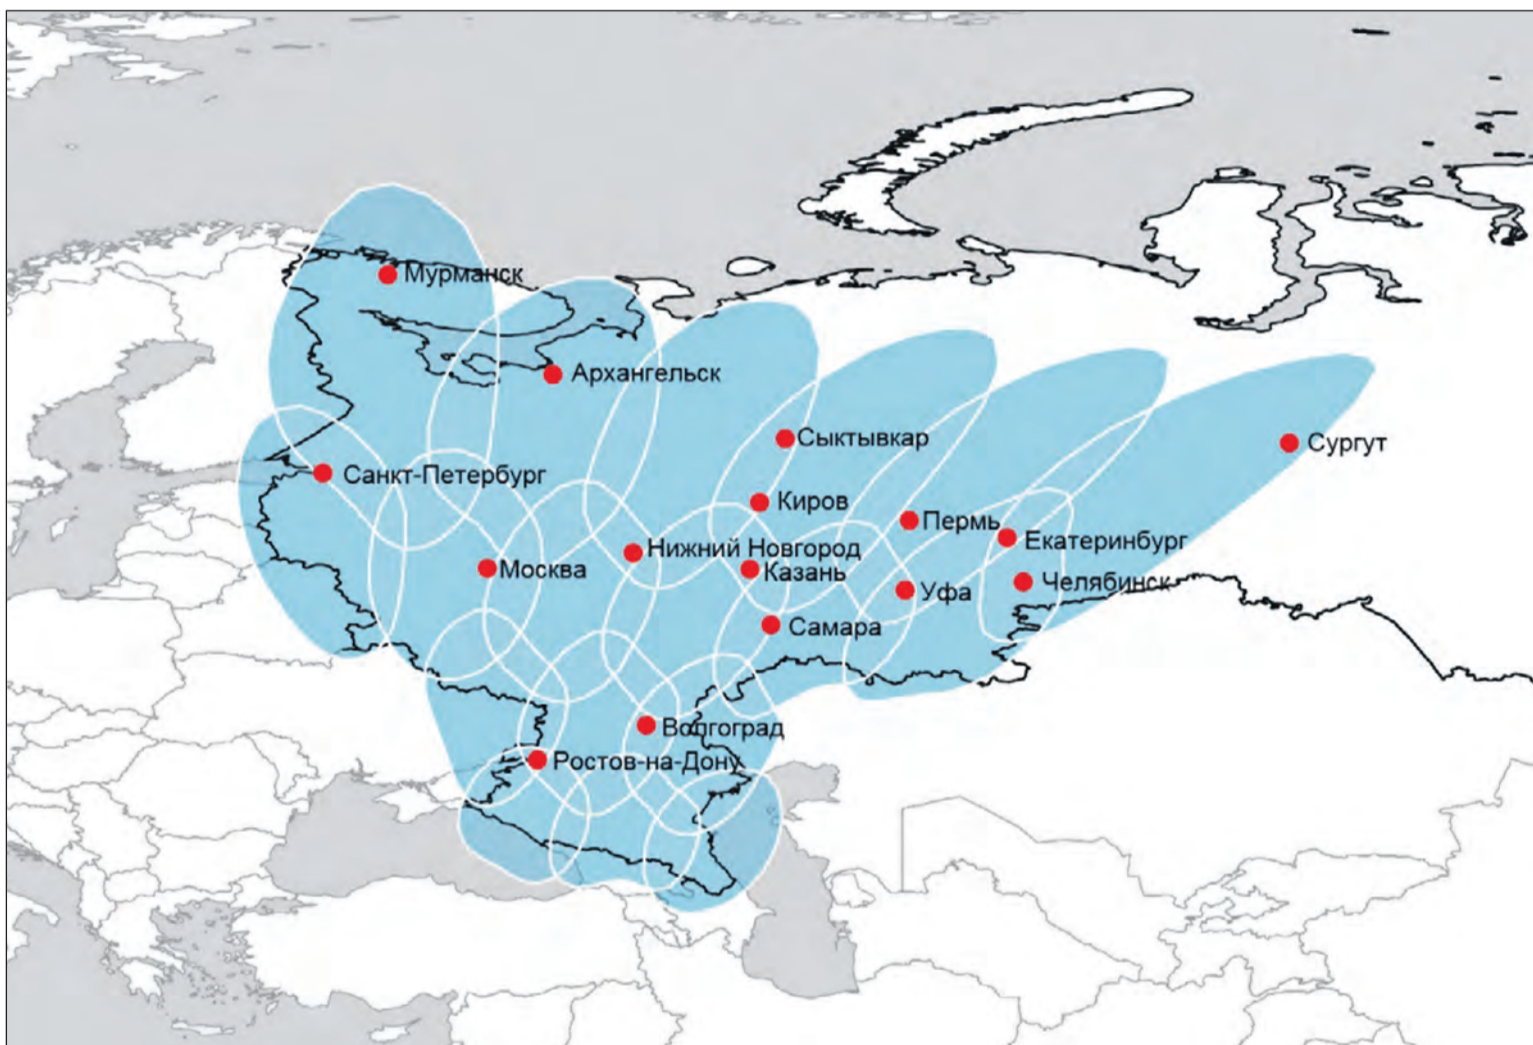 Мурманск
Архангельск
Сыктывкар
Сургут
Санкт-Петербург
Киров
Пермь
Екатеринбург
Нижний Новгород
Москва
Казань
Челябинск
Уфа
Самара
Волгоград
Ростов-на-Дону